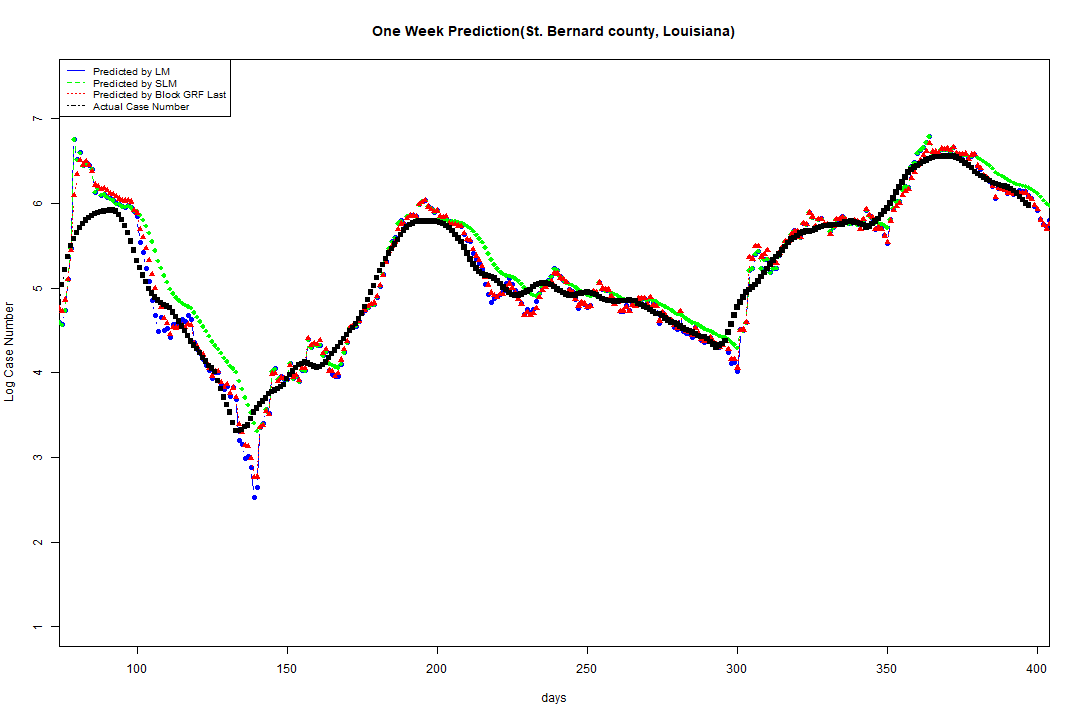 One Week Prediction(St. Bernard county, Louisiana)
Predicted by LM
Predicted by SLM
Predicted by Block GRF Last
Actual Case Number
7
6
5
4
3
2
1
Log Case Number
100 150 200 250 300 350 400
days